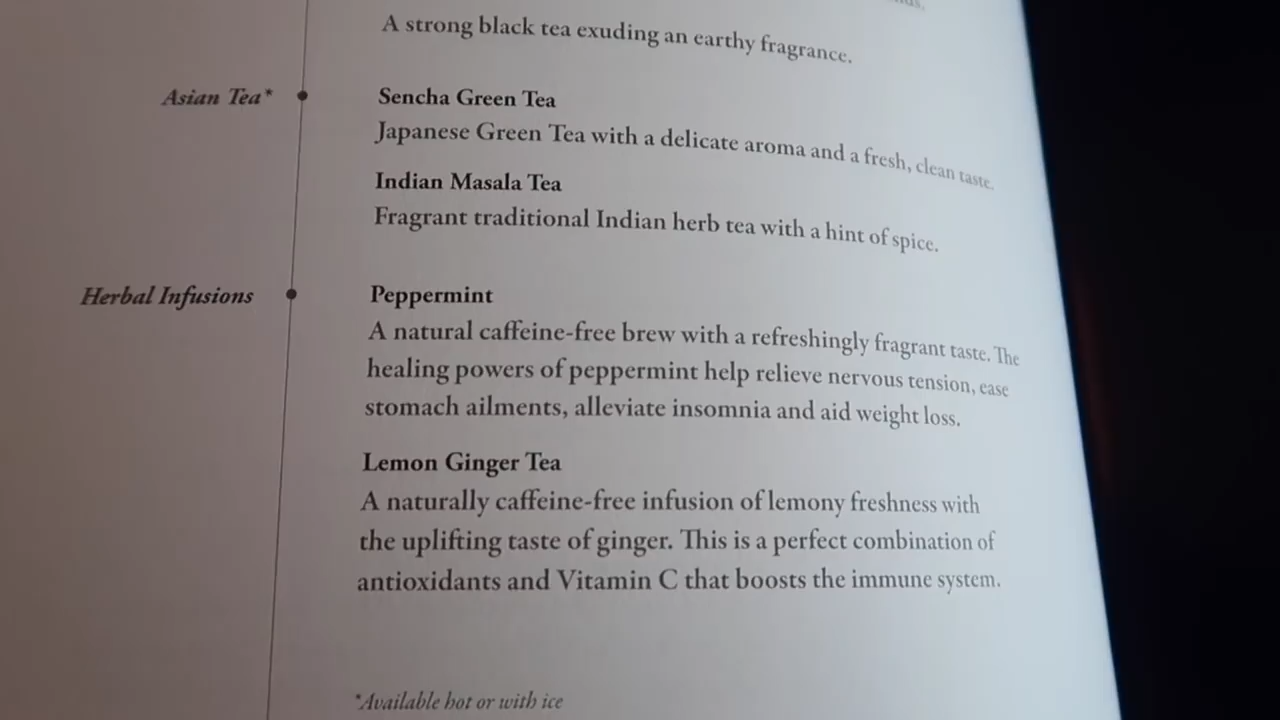 A strong black tea exuding an earthy fragrance.
Asian Tea*
Sencha Green Tea
Japanese Green Tea with a delicate aroma and a fresh, clean taste.
Indian Masala Tea
Fragrant traditional Indian herb tea with a hint of spice.
Herbal Infusions
Peppermint
A natural caffeine-free brew with a refreshingly fragrant taste. The
healing powers of peppermint help relieve nervous tension, ease
stomach ailments, alleviate insomnia and aid weight loss.
Lemon Ginger Tea
A naturally caffeine-free infusion of lemony freshness with
the uplifting taste of ginger. This is a perfect combination of
antioxidants and Vitamin C that boosts the immune system.
*Available hot or with ice